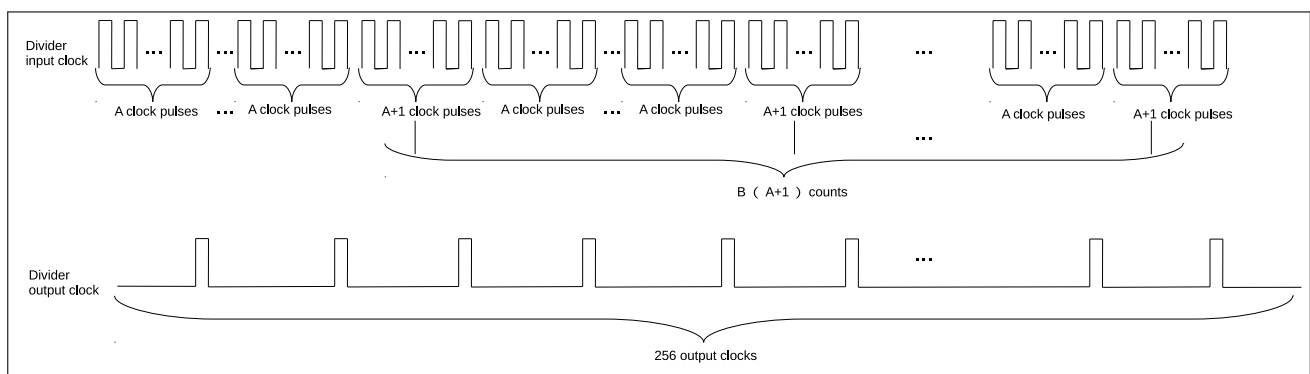 Divider
input clock
... ... ... ... ... ... ... ... ...
A clock pulses ... A clock pulses A+1 clock pulses A clock pulses ... A clock pulses A+1 clock pulses A clock pulses A+1 clock pulses
...
B ( A+1 ) counts
Divider
output clock
...
256 output clocks